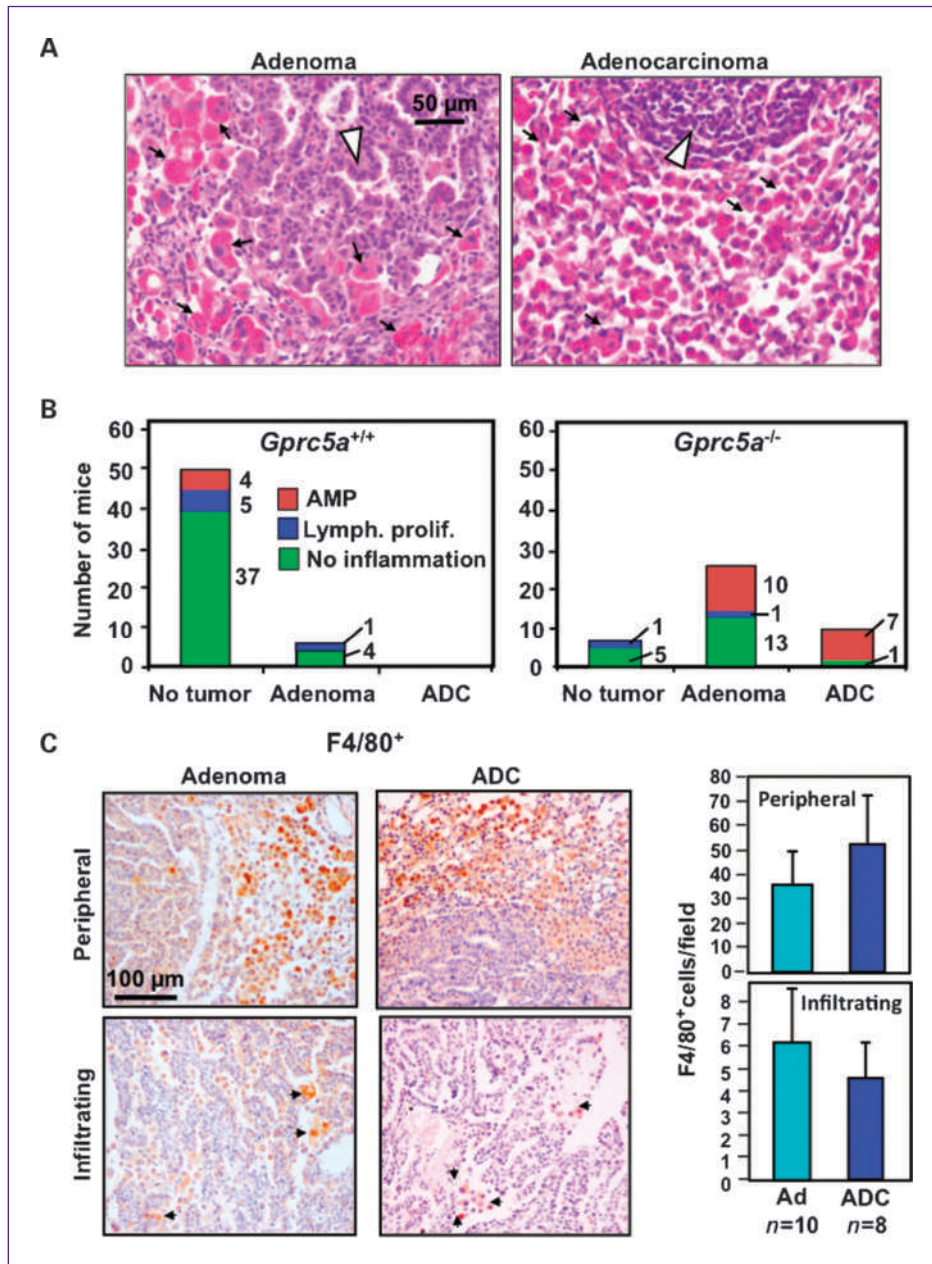 A
Adenoma
Adenocarcinoma
50 µm
B
Number of mice
60
50
40
30
20
10
0
Gprc5a+/+
4
5
37
AMP
Lymph. prolif.
No inflammation
1
4
No tumor
Adenoma
ADC
60
50
40
30
20
10
0
Gprc5a-/-
1
5
10
1
13
7
1
No tumor
Adenoma
ADC
C
F4/80+
Adenoma
ADC
Peripheral
100 µm
Infiltrating
F4/80+cells/field
80
70
60
50
40
30
20
10
0
Peripheral
8
7
6
5
4
3
2
1
0
Infiltrating
Ad
ADC
n=10
n=8